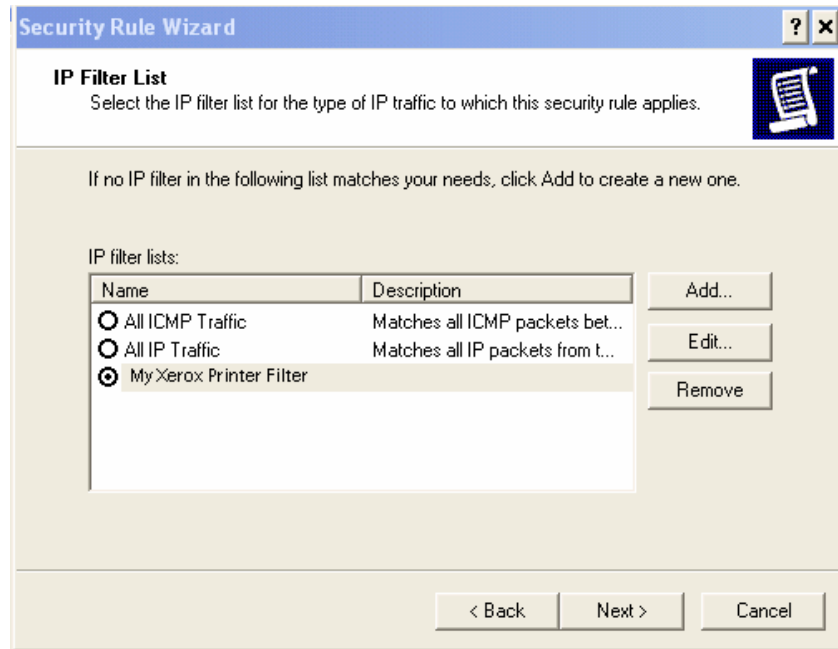 Security Rule Wizard
? ×
IP Filter List
Select the IP filter list for the type of IP traffic to which this security rule applies.
If no IP filter in the following list matches your needs, click Add to create a new one.
IP filter lists:
Name Description
All ICMP Traffic Matches all ICMP packets bet...
All IP Traffic Matches all IP packets from t...
My Xerox Printer Filter
Add...
Edit...
Remove
< Back Next > Cancel